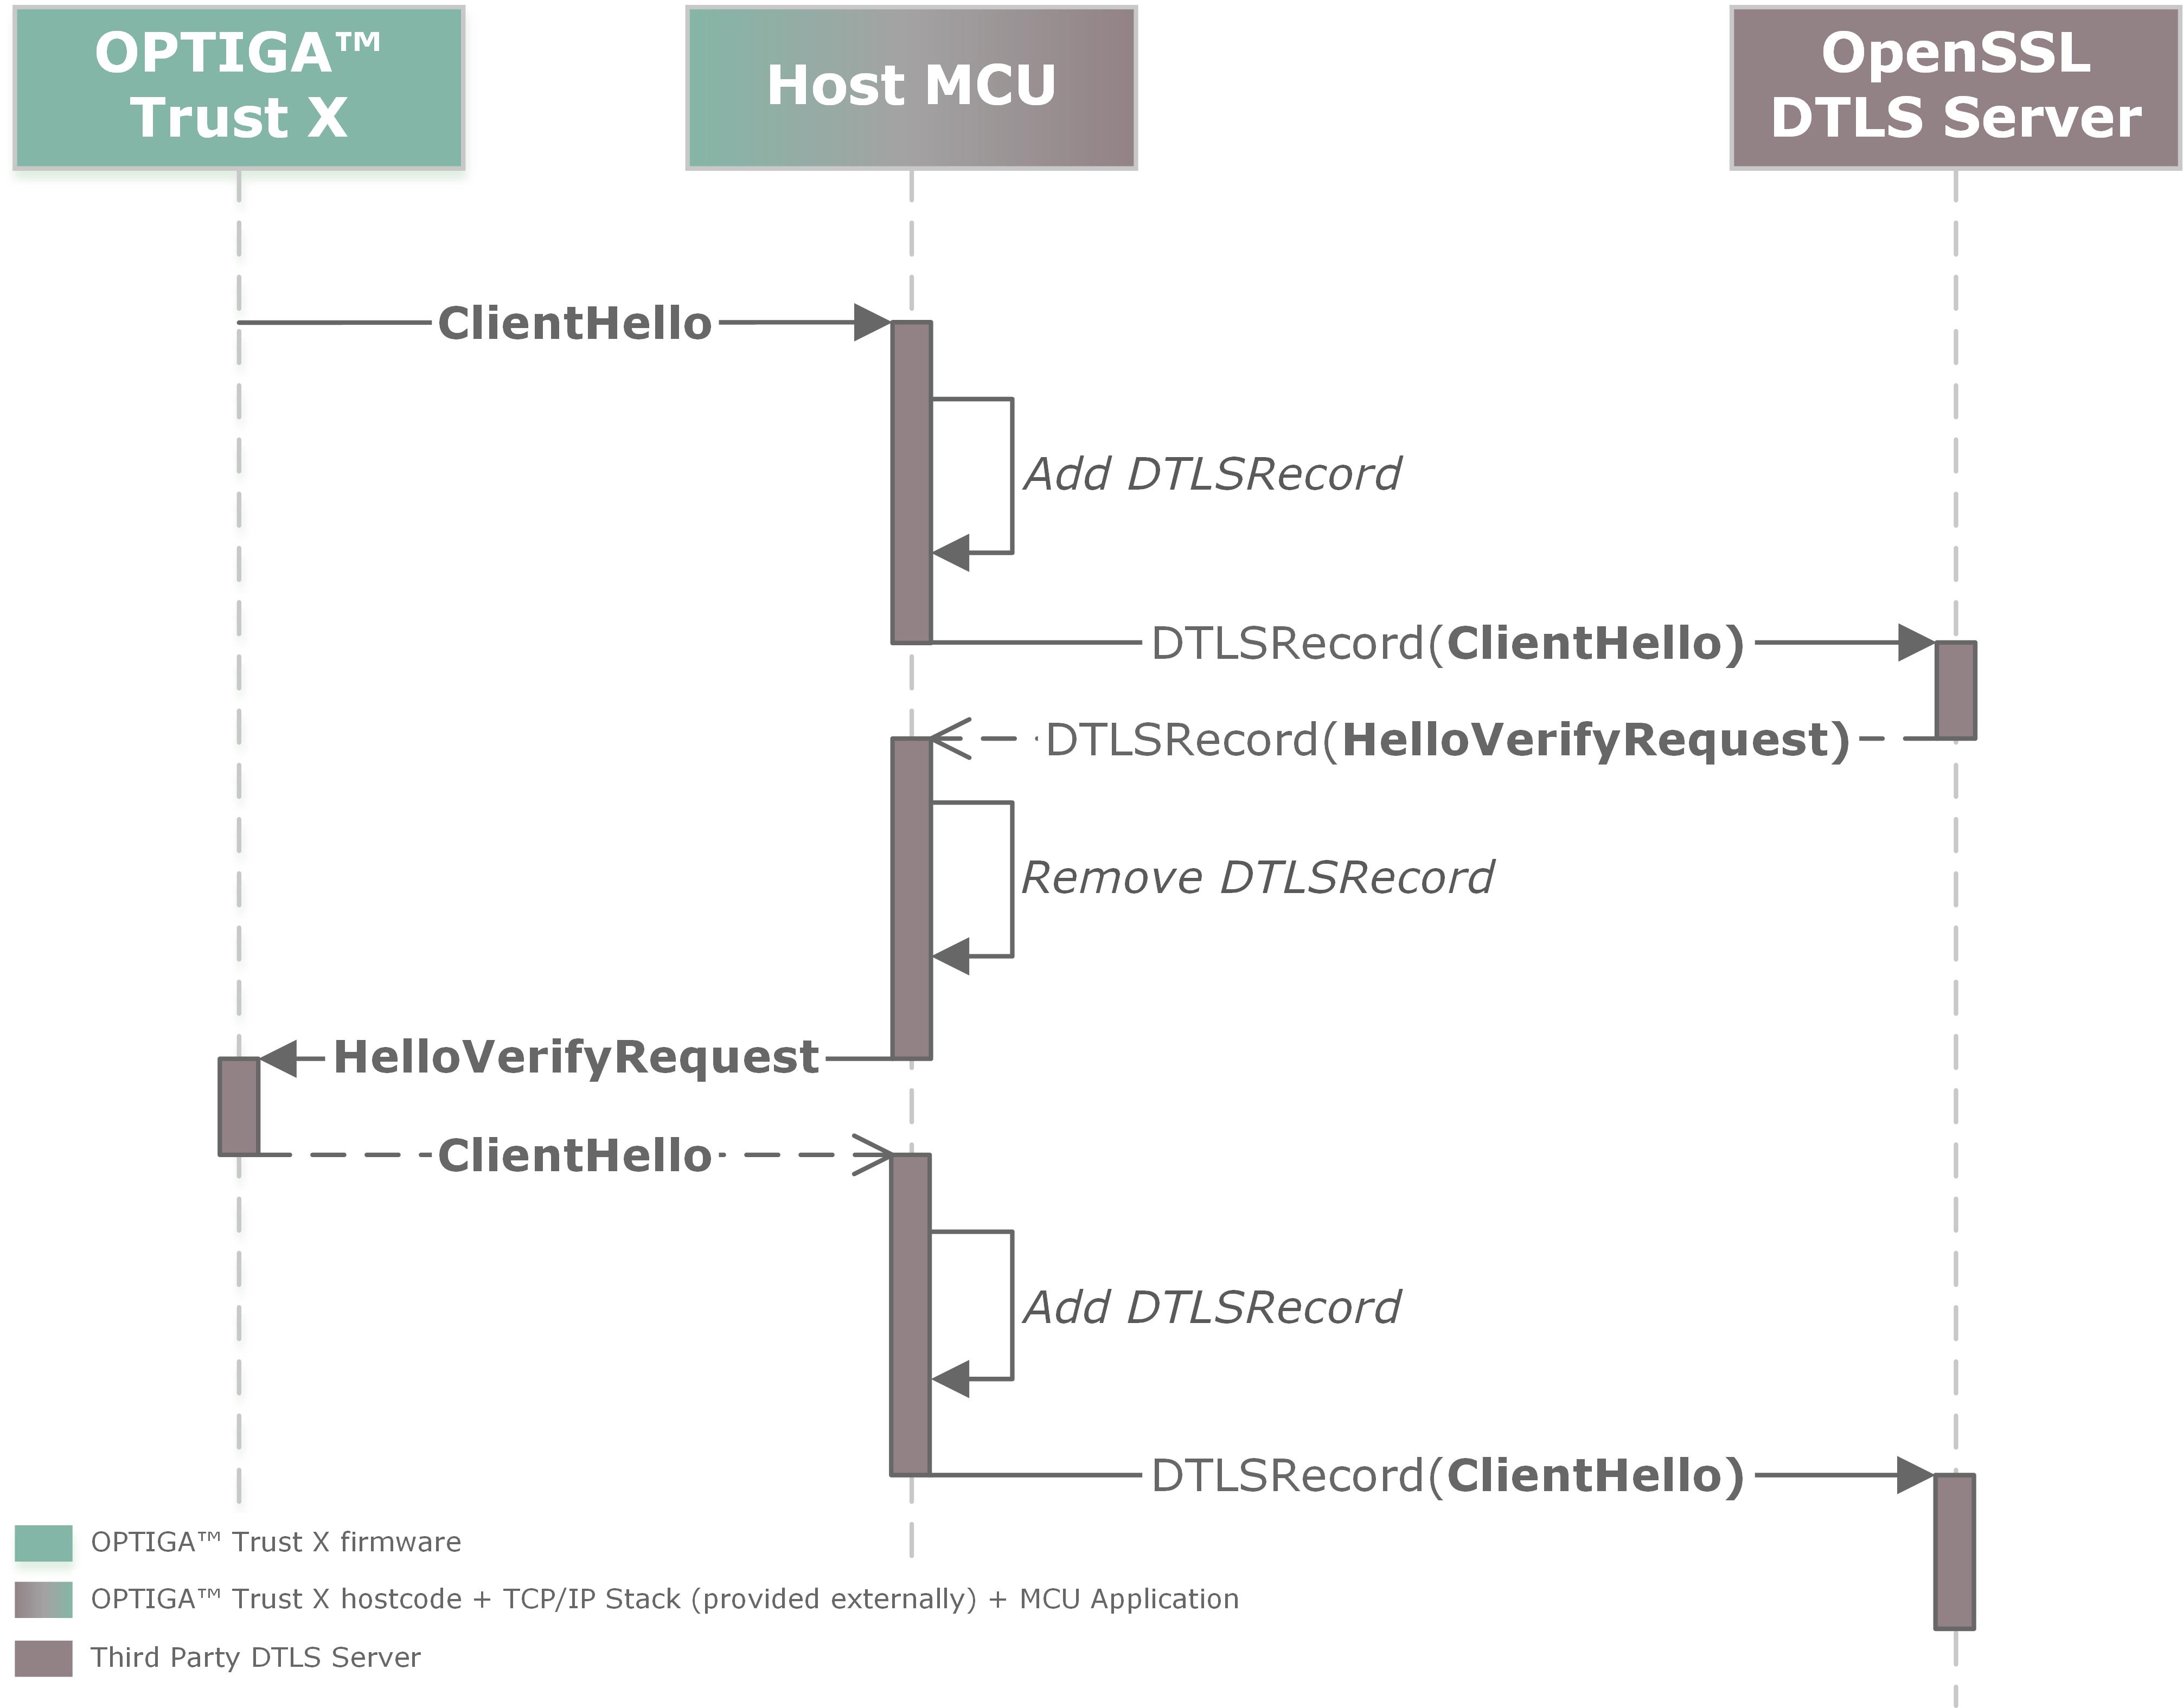 OPTIGA™
Trust X
Host MCU
OpenSSL
DTLS Server
ClientHello
Add DTLSRecord
DTLSRecord(ClientHello)
DTLSRecord(HelloVerifyRequest)
Remove DTLSRecord
HelloVerifyRequest
ClientHello
Add DTLSRecord
DTLSRecord(ClientHello)
OPTIGA™ Trust X firmware
OPTIGA™ Trust X hostcode + TCP/IP Stack (provided externally) + MCU Application
Third Party DTLS Server